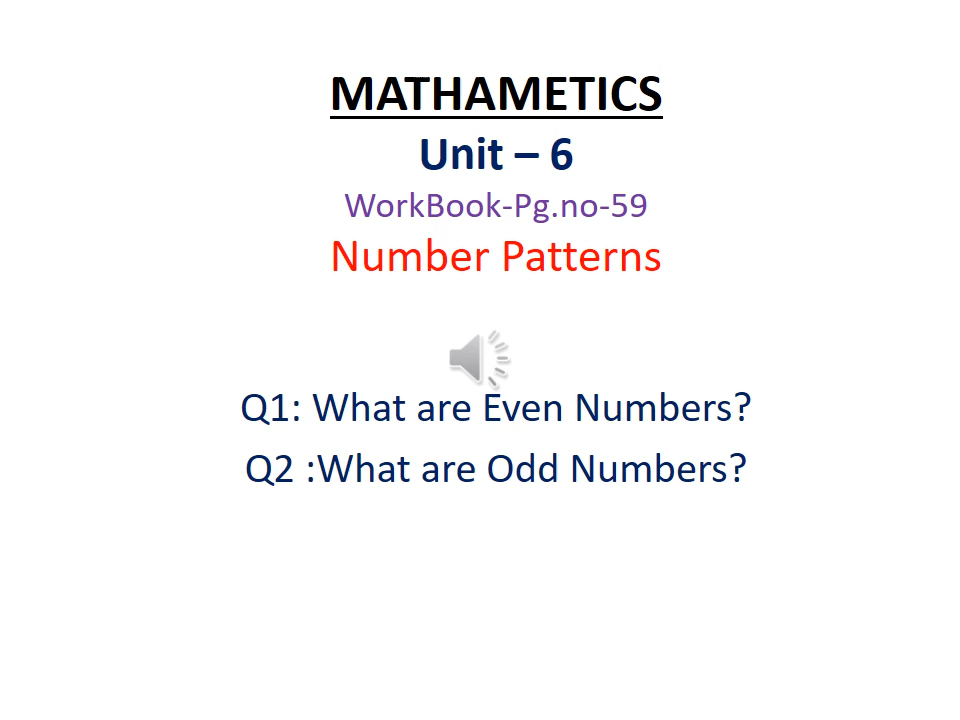 MATHAMETICS
Unit – 6
WorkBook-Pg.no-59
Number Patterns
Q1: What are Even Numbers?
Q2 :What are Odd Numbers?